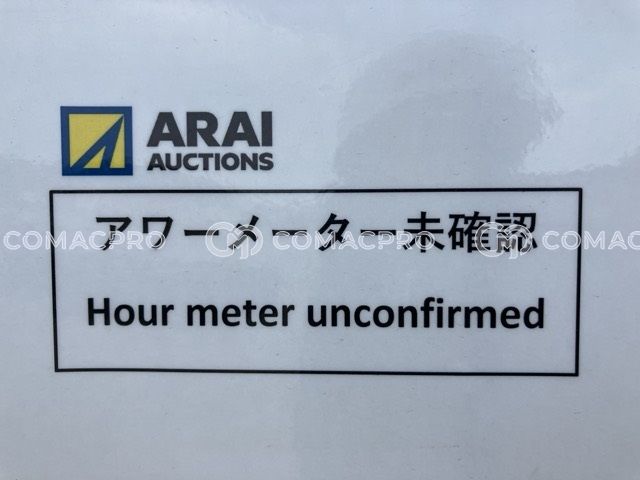 ARAI
AUCTIONS
アワーメーター未確認
COMACPRO COMACPRO COMACPRO
Hour meter unconfirmed